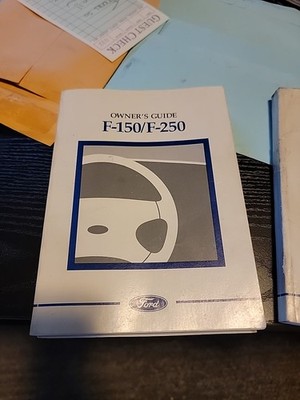 GUEST CHECK
OWNER'S GUIDE
F-150/F-250
Ford